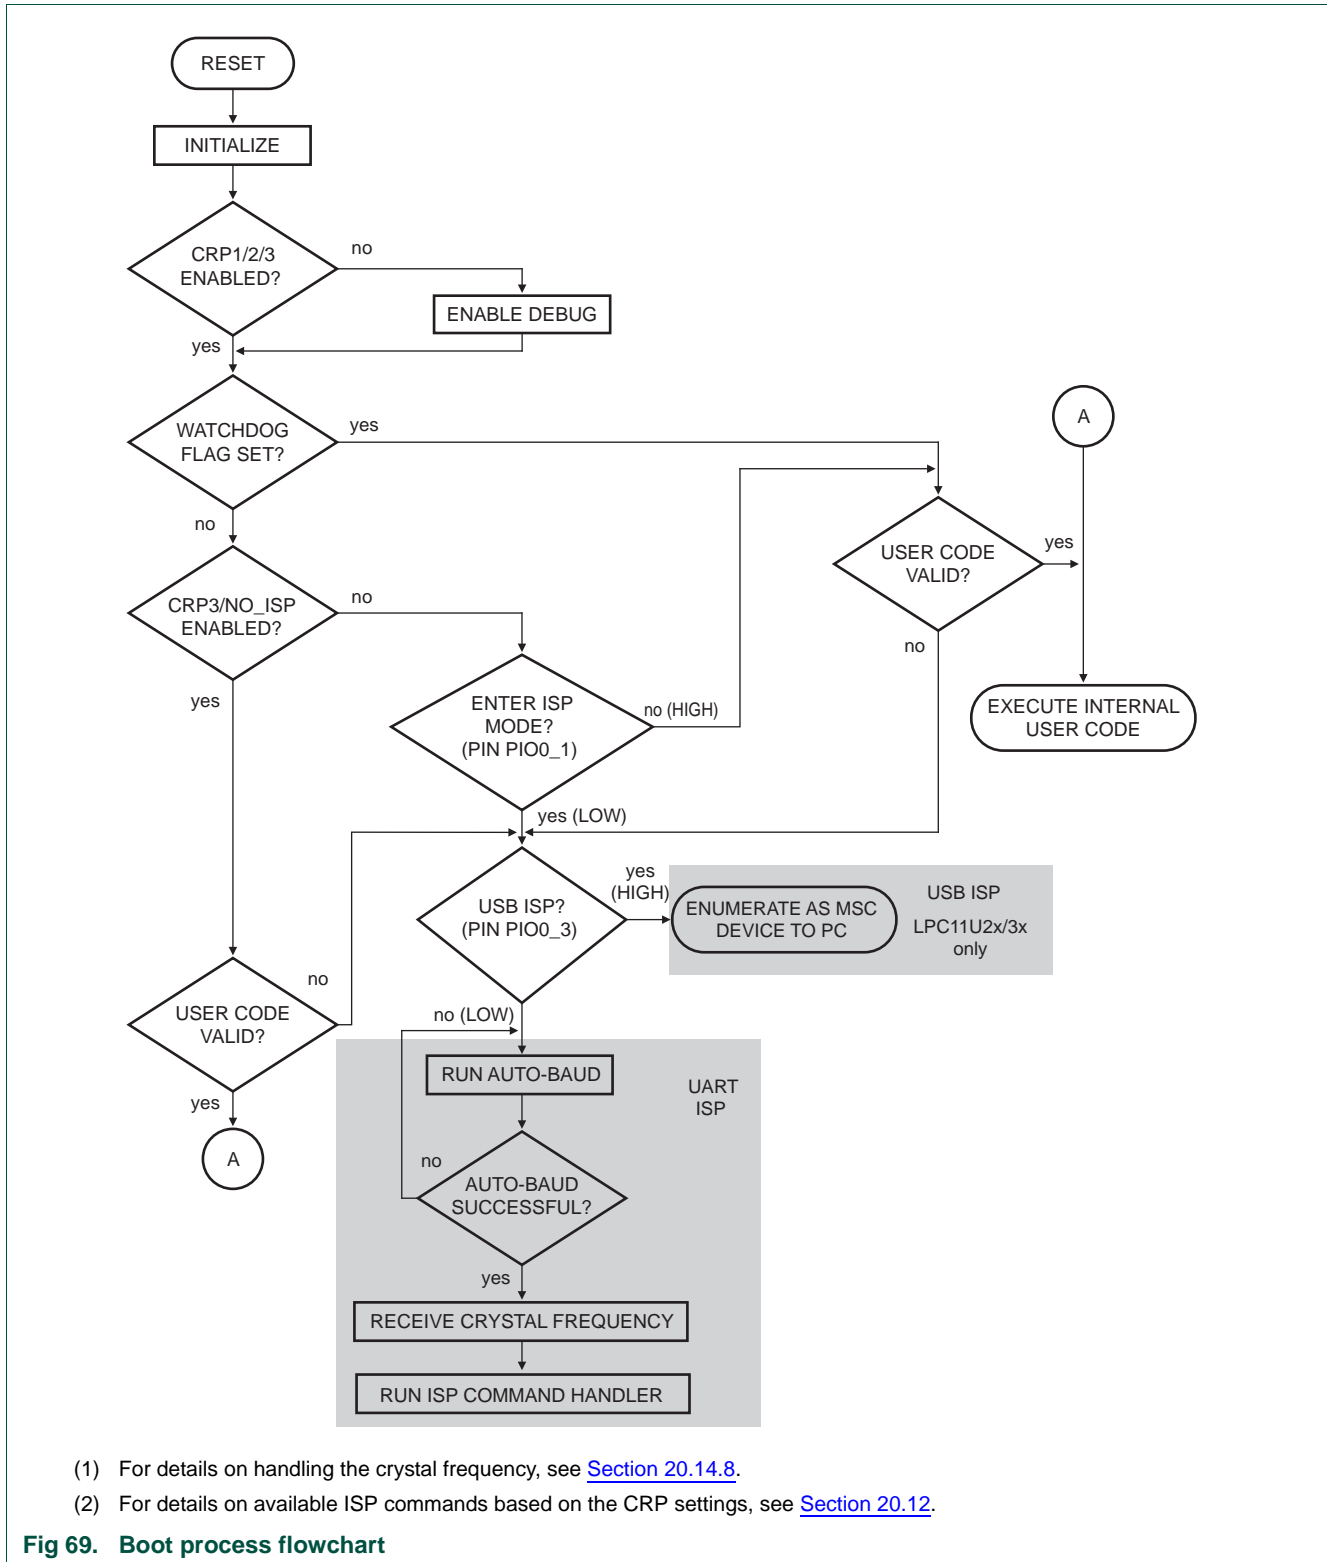 RESET
INITIALIZE
CRP1/2/3
ENABLED?
no
ENABLE DEBUG
yes
WATCHDOG
FLAG SET?
yes
A
no
USER CODE
VALID?
yes
no
CRP3/NO_ISP
ENABLED?
no
yes
ENTER ISP
MODE?
(PIN PIO0_1)
no (HIGH)
EXECUTE INTERNAL
USER CODE
yes (LOW)
USB ISP?
(PIN PIO0_3)
yes
(HIGH)
ENUMERATE AS MSC
DEVICE TO PC
USB ISP
LPC11U2x/3x
only
no
USER CODE
VALID?
no (LOW)
RUN AUTO-BAUD
UART
ISP
yes
A
no
AUTO-BAUD
SUCCESSFUL?
yes
RECEIVE CRYSTAL FREQUENCY
RUN ISP COMMAND HANDLER
(1) For details on handling the crystal frequency, see Section 20.14.8.
(2) For details on available ISP commands based on the CRP settings, see Section 20.12.
Fig 69. Boot process flowchart